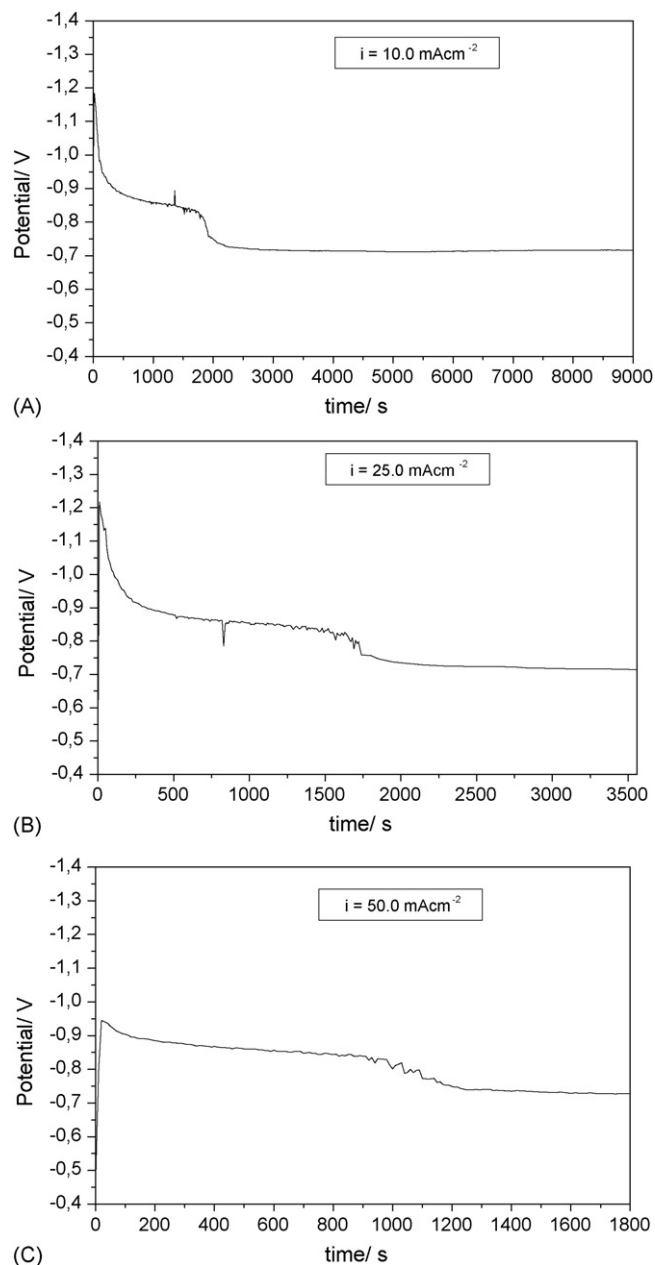 -1,4
-1,3
-1,2
-1,1
-1,0
-0,9
-0,8
-0,7
-0,6
-0,5
-0,4
Potential/ V
i = 10.0 mAcm⁻²
0 1000 2000 3000 4000 5000 6000 7000 8000 9000
time/ s
(A)
-1,4
-1,3
-1,2
-1,1
-1,0
-0,9
-0,8
-0,7
-0,6
-0,5
-0,4
Potential/ V
i = 25.0 mAcm⁻²
0 500 1000 1500 2000 2500 3000 3500
time/ s
(B)
-1,4
-1,3
-1,2
-1,1
-1,0
-0,9
-0,8
-0,7
-0,6
-0,5
-0,4
Potential/ V
i = 50.0 mAcm⁻²
0 200 400 600 800 1000 1200 1400 1600 1800
time/ s
(C)